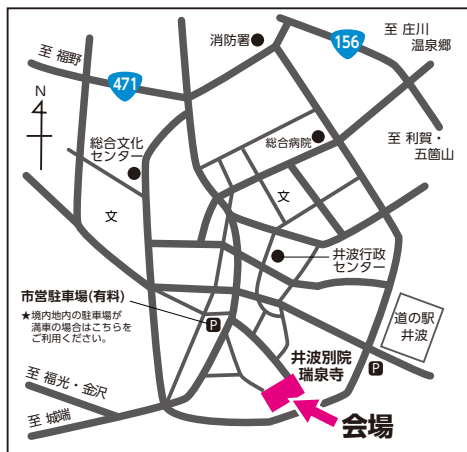 消防署
156
至 庄川
温泉郷
至 福野
471
N
総合文化
センター
総合病院
至 利賀・
五箇山
文
文
井波行政
センター
市営駐車場(有料)
★境内地内の駐車場が
満車の場合はこちらを
ご利用ください。
P
道の駅
井波
井波別院
瑞泉寺
P
至 福光・金沢
至 城端
会場